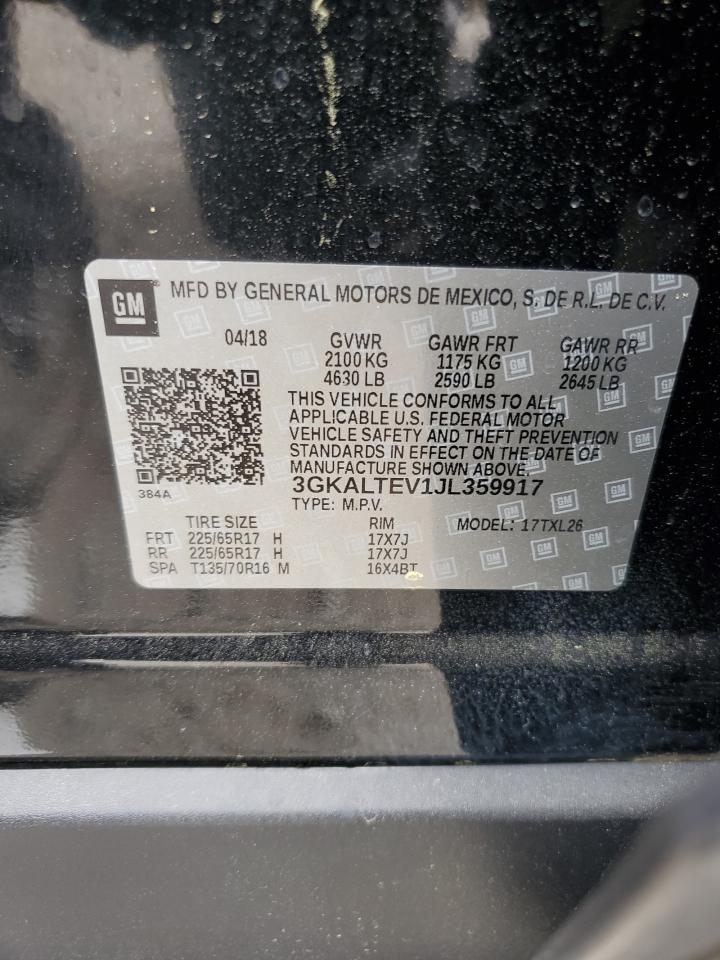 GM
MFD BY GENERAL MOTORS DE MEXICO, S. DE R.L. DE C.V.
04/18 GVWR GAWR FRT GAWR RR
2100 KG 1175 KG 1200 KG
4630 LB 2590 LB 2645 LB
THIS VEHICLE CONFORMS TO ALL
APPLICABLE U.S. FEDERAL MOTOR
VEHICLE SAFETY AND THEFT PREVENTION
STANDARDS IN EFFECT ON THE DATE OF
MANUFACTURE SHOWN ABOVE.
384A
3GKALTEV1JL359917
TYPE: M.P.V.
TIRE SIZE RIM MODEL: 17TXL26
FRT 225/65R17 H 17X7J
RR 225/65R17 H 17X7J
SPA T135/70R16 M 16X4BT